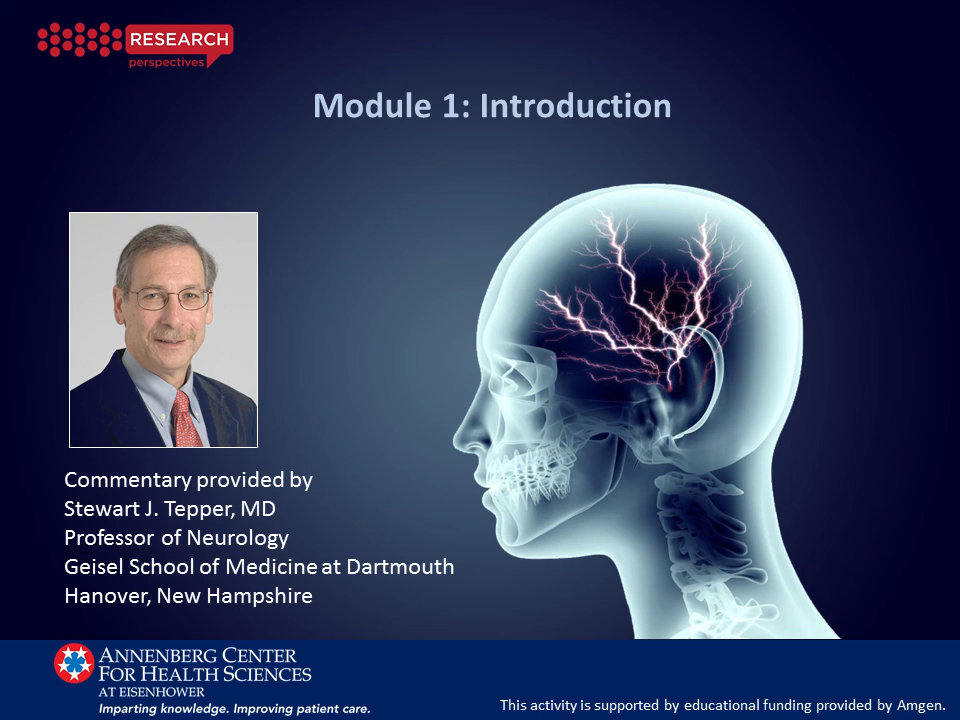 RESEARCH
perspectives
Module 1: Introduction
Commentary provided by
Stewart J. Tepper, MD
Professor of Neurology
Geisel School of Medicine at Dartmouth
Hanover, New Hampshire
ANNENBERG CENTER
FOR HEALTH SCIENCES
AT EISENHOWER
Imparting knowledge. Improving patient care.
This activity is supported by educational funding provided by Amgen.